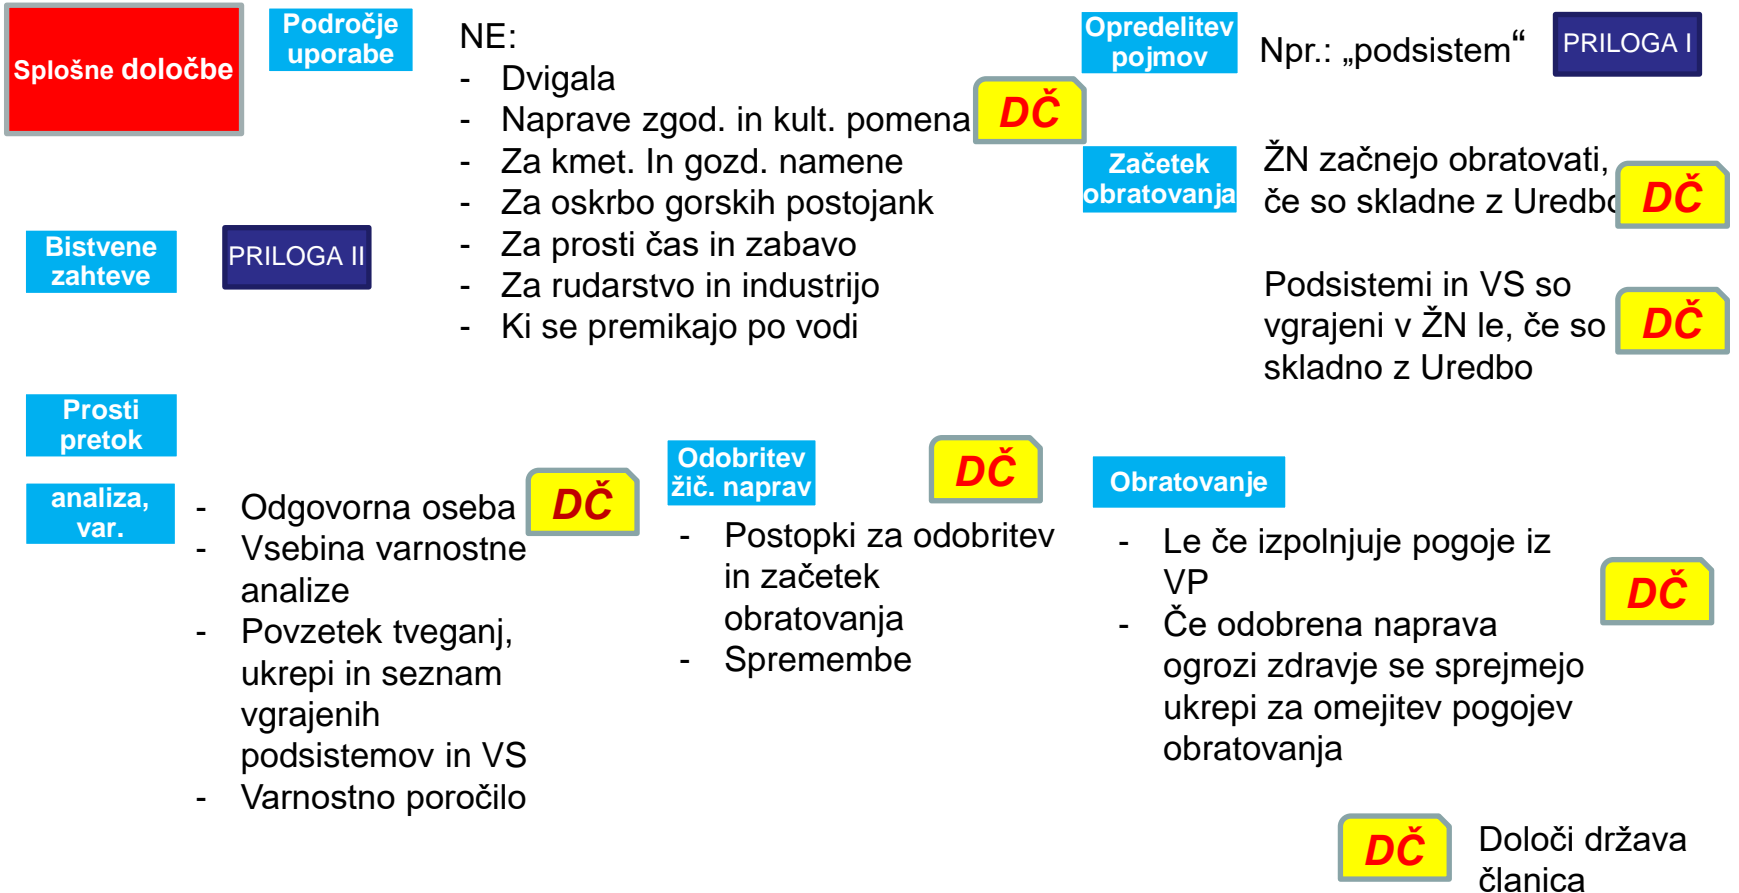 Splošne določbe
Področje
uporabe
NE:
- Dvigala
- Naprave zgod. in kult. pomena
DČ
- Za kmet. In gozd. namene
- Za oskrbo gorskih postojank
- Za prosti čas in zabavo
- Za rudarstvo in industrijo
- Ki se premikajo po vodi
Opredelitev
pojmov
Npr.: „podsistem“
PRILOGA I
Začetek
obratovanja
ŽN začnejo obratovati,
če so skladne z Uredbo
DČ
Podsistemi in VS so
vgrajeni v ŽN le, če so
skladno z Uredbo
DČ
Bistvene
zahteve
PRILOGA II
Prosti
pretok
analiza,
var.
- Odgovorna oseba
DČ
- Vsebina varnostne
analize
- Povzetek tveganj,
ukrepi in seznam
vgrajenih
podsistemov in VS
- Varnostno poročilo
Odobritev
žič. naprav
DČ
- Postopki za odobritev
in začetek
obratovanja
- Spremembe
Obratovanje
- Le če izpolnjuje pogoje iz
VP
- Če odobrena naprava
ogrozi zdravje se sprejmejo
ukrepi za omejitev pogojev
obratovanja
DČ
DČ
Določi država
članica